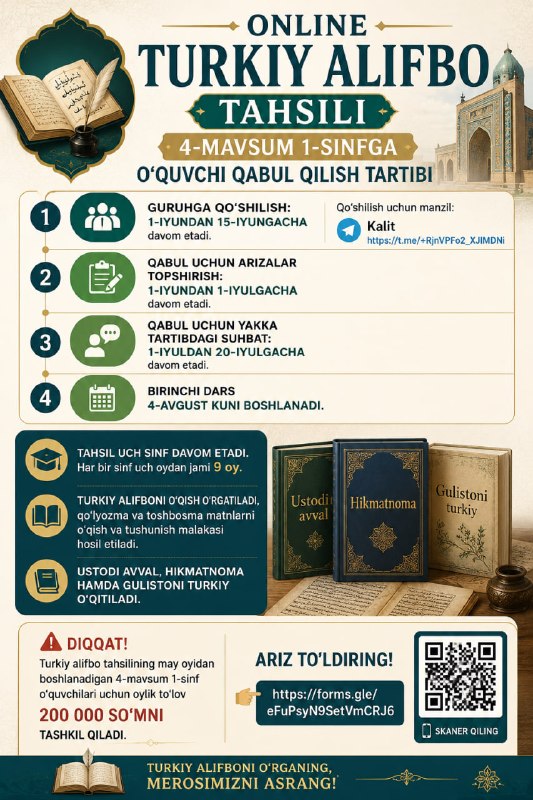 ONLINE
TURKIY ALIFBO
TAHSILI
4-MAVSUM 1-SINFGA
O‘QUVCHI QABUL QILISH TARTIBI
1
GURUHGA QO‘SHILISH:
1-IYUNDAN 15-IYUNGACHA
davom etadi.
Qo‘shilish uchun manzil:
Kalit
https://t.me/+RjnVPFo2_XJIMDNi
2
QABUL UCHUN ARIZALAR
TOPSHIRISH:
1-IYUNDAN 1-IYULGACHA
davom etadi.
3
QABUL UCHUN YAKKA
TARTIBDAGI SUHBAT:
1-IYULDAN 20-IYULGACHA
davom etadi.
4
BIRINCHI DARS
4-AVGUST KUNI BOSHLANADI.
TAHSIL UCH SINF DAVOM ETADI.
Har bir sinf uch oydan jami 9 oy.
TURKIY ALIFBONI O‘QISH O‘RGATILADI,
qo‘lyozma va toshbosma matnlarni
o‘qish va tushunish malakasi
hosil etiladi.
USTODI AVVAL, HIKMATNOMA
HAMDA GULISTONI TURKIY
O‘QITILADI.
Ustodi
avval
Hikmatnoma
Gulistoni
turkiy
DIQQAT!
Turkiy alifbo tahsilining may oyidan
boshlanadigan 4-mavsum 1-sinf
o‘quvchilari uchun oylik to‘lov
200 000 SO‘MNI
TASHKIL QILADI.
ARIZ TO‘LDIRING!
https://forms.gle/
eFuPsyN9SetVmCRJ6
SKANER QILING
TURKIY ALIFBONI O‘RGANING,
MEROSIMIZNI ASRANG!